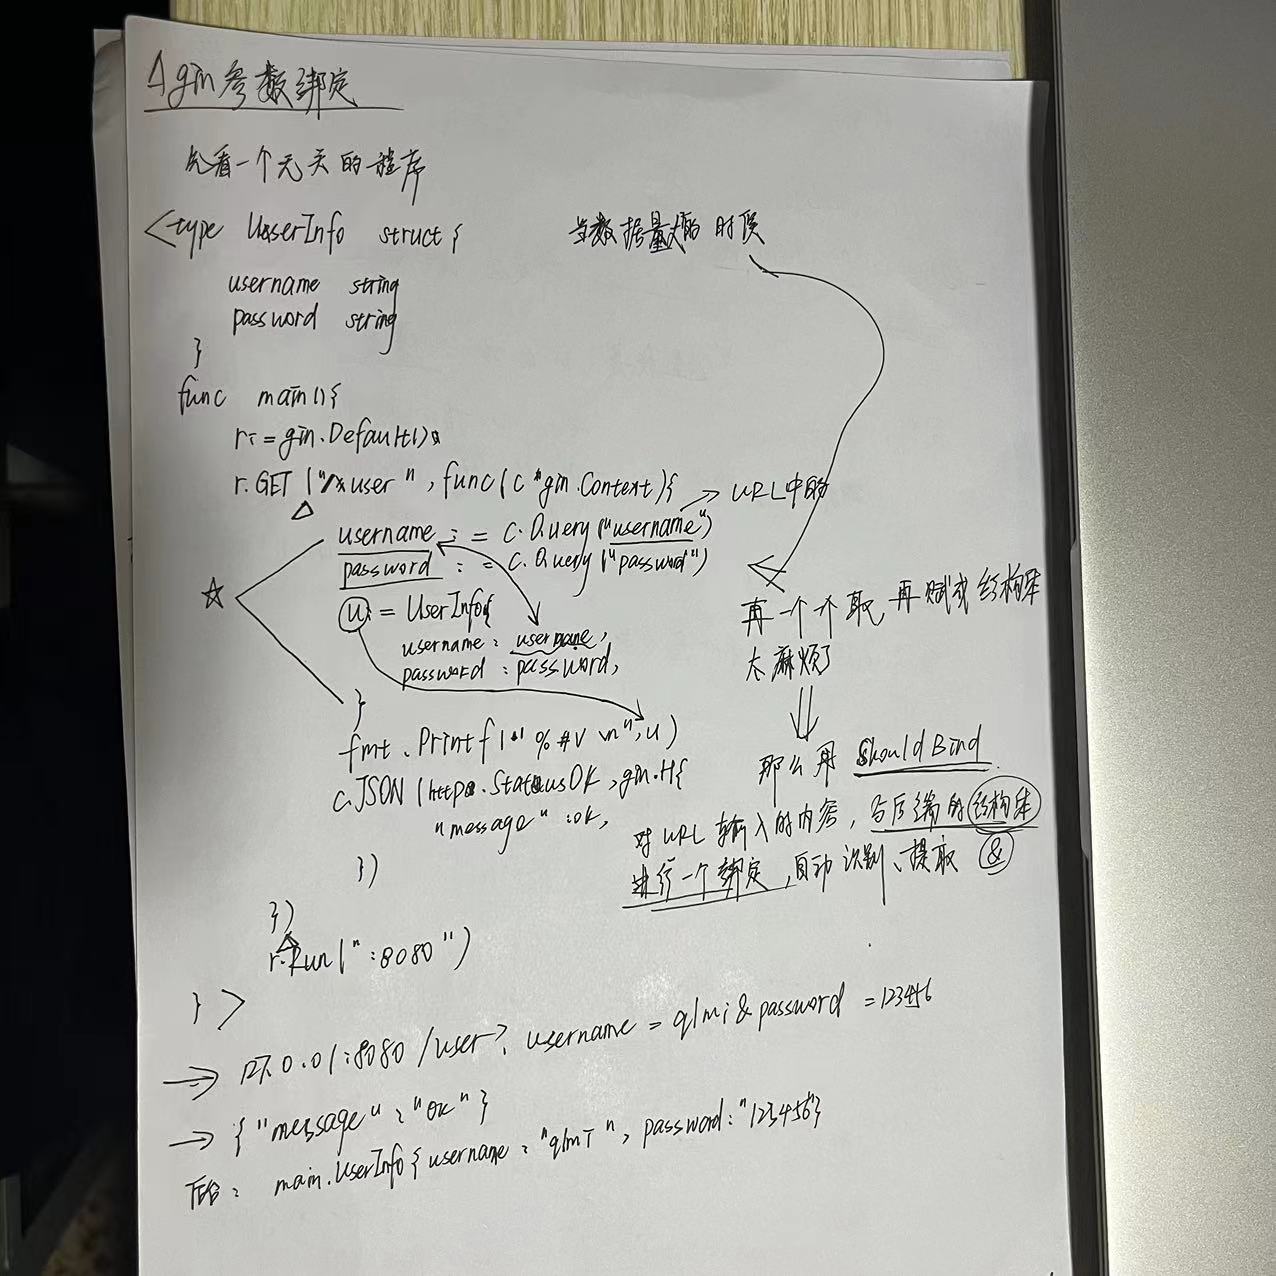 gin参数绑定
先看一个无关的程序
<type UserInfo struct{
username string
password string
}
func main(){
r:=gin.Default()
r.GET("/user", func(c *gin.Context){
username := c.Query("username")
password := c.Query("password")
u := UserInfo{
username: username,
password: password,
}
fmt.Printf("%#v \n", u)
c.JSON(http.StatusOK, gin.H{
"message": ok,
})
})
r.Run(":8080")
}>
当数据量大的时候
→ URL中的
再一个个取,再赋成结构体
太麻烦了
那么用 ShouldBind
对URL输入的内容,与后端的结构体
进行一个绑定,自动识别、提取 &
→ 127.0.01:8080/user?username=qlmi&password=123456
→ {"message": "OK"}
后台: main.UserInfo{username: "qlmi", password: "123456"}